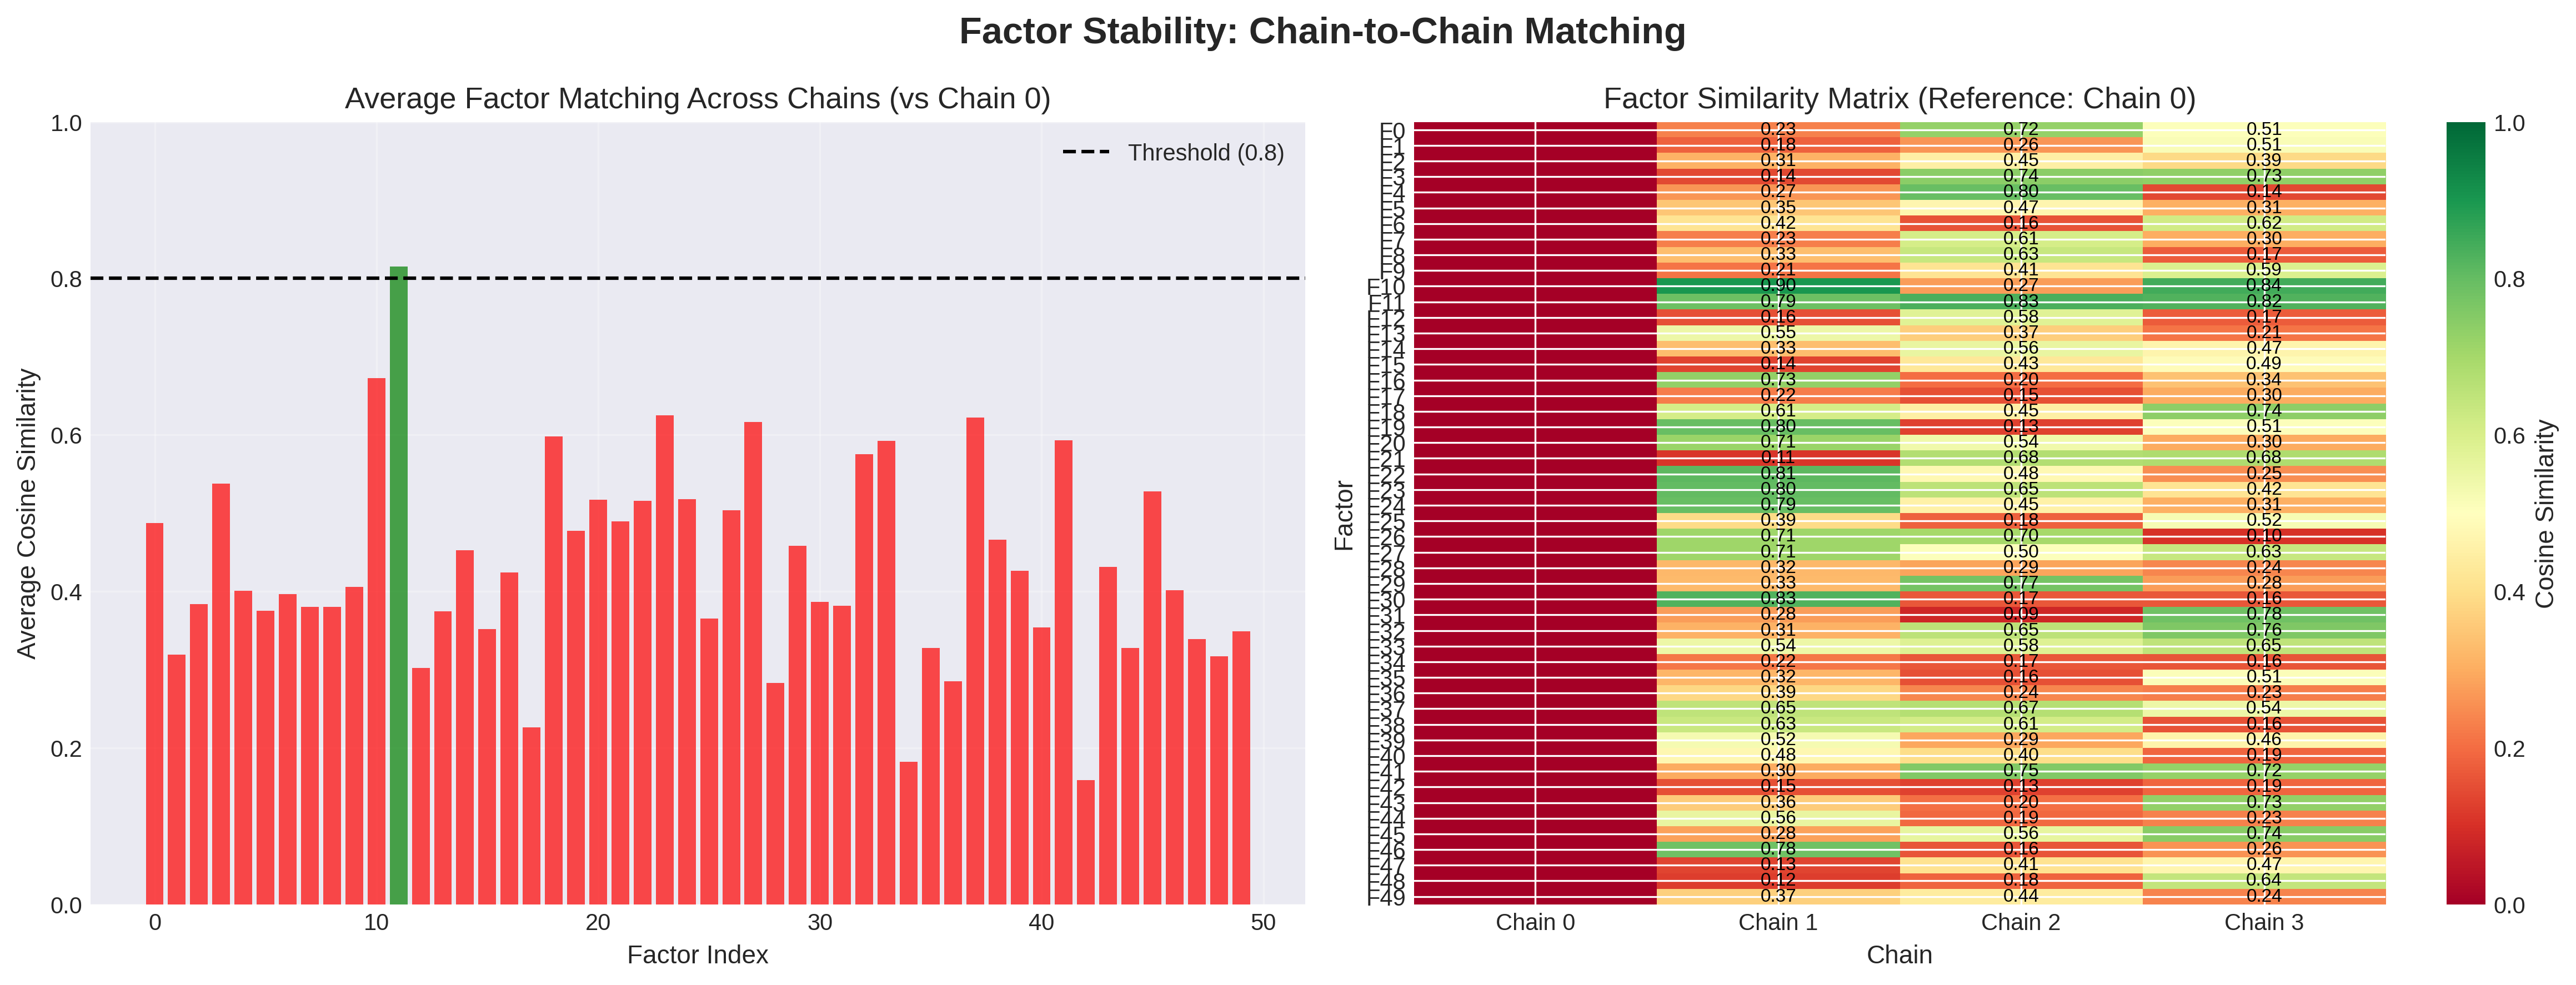 Factor Stability: Chain-to-Chain Matching
Average Factor Matching Across Chains (vs Chain 0)
Threshold (0.8)
1.0
0.8
0.6
0.4
0.2
0.0
Average Cosine Similarity
0 10 20 30 40 50
Factor Index
Factor Similarity Matrix (Reference: Chain 0)
Factor
F0 0.23 0.72 0.51
F1 0.18 0.26 0.51
F2 0.31 0.45 0.39
F3 0.14 0.74 0.73
F4 0.27 0.80 0.14
F5 0.35 0.47 0.31
F6 0.42 0.16 0.62
F7 0.23 0.61 0.30
F8 0.33 0.63 0.17
F9 0.21 0.41 0.59
F10 0.90 0.27 0.84
F11 0.79 0.83 0.82
F12 0.16 0.58 0.17
F13 0.55 0.37 0.21
F14 0.33 0.56 0.47
F15 0.14 0.43 0.49
F16 0.73 0.20 0.34
F17 0.22 0.15 0.30
F18 0.61 0.45 0.74
F19 0.80 0.13 0.51
F20 0.71 0.54 0.30
F21 0.11 0.68 0.68
F22 0.81 0.48 0.25
F23 0.80 0.65 0.42
F24 0.79 0.45 0.31
F25 0.39 0.18 0.52
F26 0.71 0.70 0.10
F27 0.71 0.50 0.63
F28 0.32 0.29 0.24
F29 0.33 0.77 0.28
F30 0.83 0.17 0.16
F31 0.28 0.09 0.78
F32 0.31 0.65 0.76
F33 0.54 0.58 0.65
F34 0.22 0.17 0.16
F35 0.32 0.16 0.51
F36 0.39 0.24 0.23
F37 0.65 0.67 0.54
F38 0.63 0.61 0.16
F39 0.52 0.29 0.46
F40 0.48 0.40 0.19
F41 0.30 0.75 0.72
F42 0.15 0.13 0.19
F43 0.36 0.20 0.73
F44 0.56 0.19 0.23
F45 0.28 0.56 0.74
F46 0.78 0.16 0.26
F47 0.13 0.41 0.47
F48 0.12 0.18 0.64
F49 0.37 0.44 0.24
Chain 0 Chain 1 Chain 2 Chain 3
Chain
1.0
0.8
0.6
0.4
0.2
0.0
Cosine Similarity